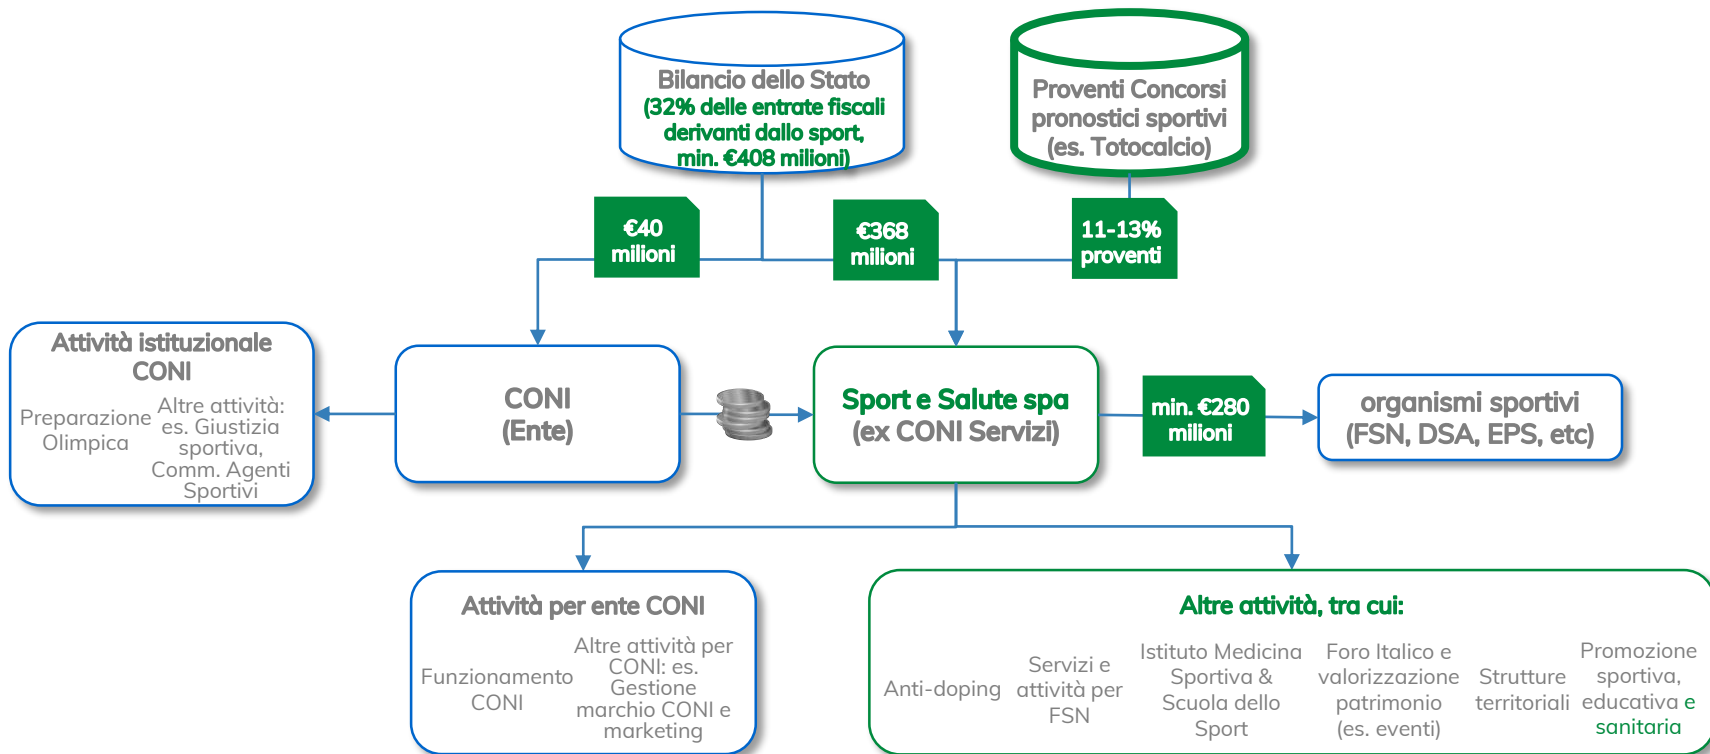 Bilancio dello Stato
(32% delle entrate fiscali
derivanti dallo sport,
min. €408 milioni)
Proventi Concorsi
pronostici sportivi
(es. Totocalcio)
€40
milioni
€368
milioni
11-13%
proventi
Attività istituzionale
CONI
Preparazione
Olimpica
Altre attività:
es. Giustizia
sportiva,
Comm. Agenti
Sportivi
CONI
(Ente)
Sport e Salute spa
(ex CONI Servizi)
min. €280
milioni
organismi sportivi
(FSN, DSA, EPS, etc)
Attività per ente CONI
Funzionamento
CONI
Altre attività per
CONI: es.
Gestione
marchio CONI e
marketing
Altre attività, tra cui:
Anti-doping
Servizi e
attività per
FSN
Istituto Medicina
Sportiva &
Scuola dello
Sport
Foro Italico e
valorizzazione
patrimonio
(es. eventi)
Strutture
territoriali
Promozione
sportiva,
educativa e
sanitaria